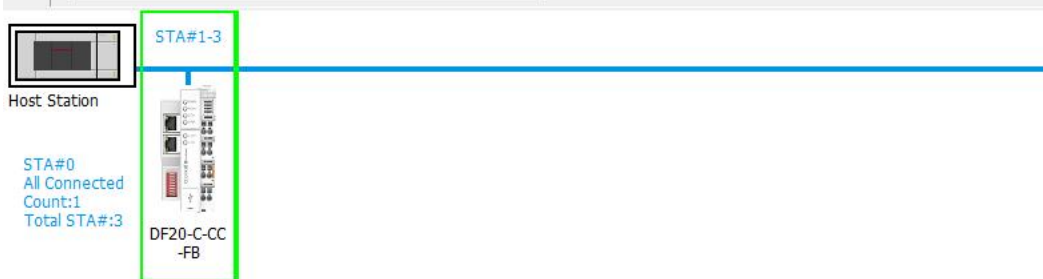 STA#1-3
Host Station
STA#0
All Connected
Count:1
Total STA#:3
DF20-C-CC
-FB